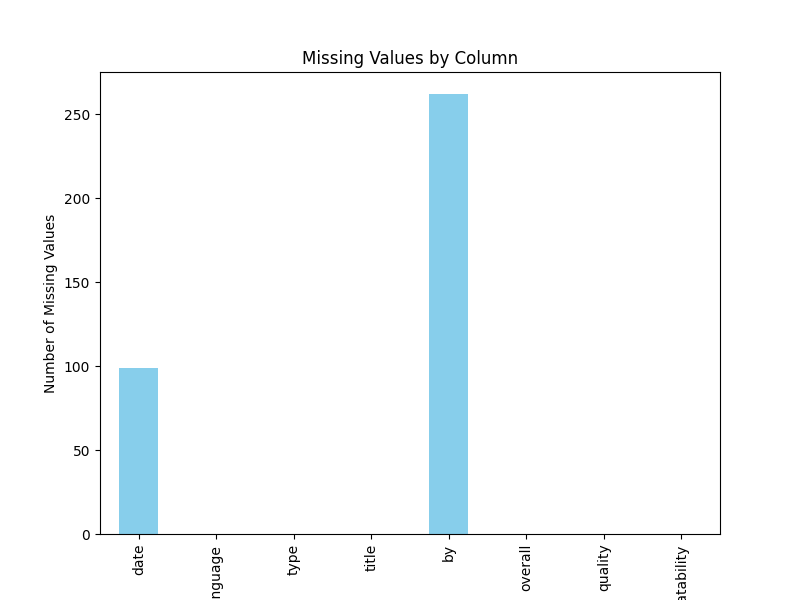 Missing Values by Column
Number of Missing Values
250
200
150
100
50
0
date
nguage
type
title
by
overall
quality
atability